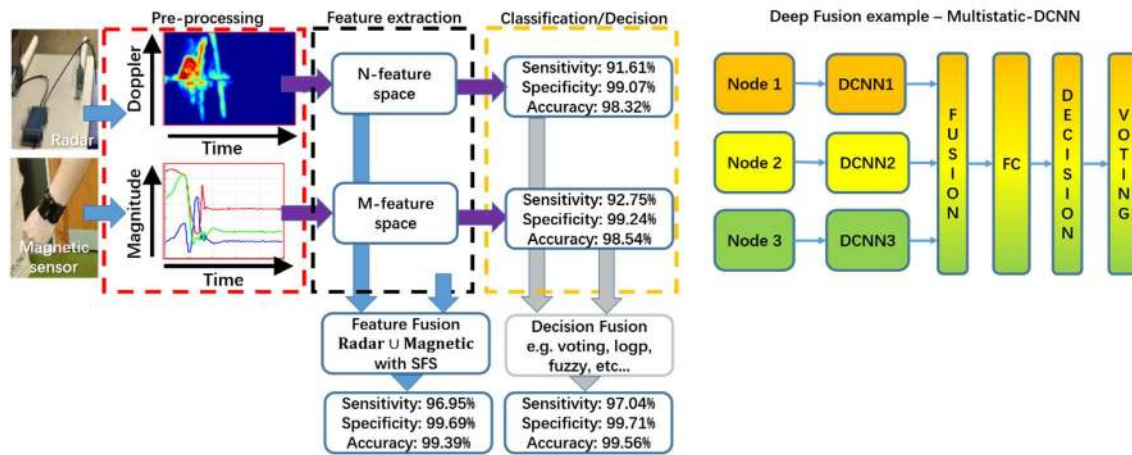 Pre-processing
Feature extraction
Classification/Decision
Deep Fusion example – Multistatic-DCNN
Radar
Doppler
Time
N-feature
space
Sensitivity: 91.61%
Specificity: 99.07%
Accuracy: 98.32%
Magnetic
sensor
Magnitude
Time
M-feature
space
Sensitivity: 92.75%
Specificity: 99.24%
Accuracy: 98.54%
Feature Fusion
Radar ∪ Magnetic
with SFS
Decision Fusion
e.g. voting, logp,
fuzzy, etc...
Sensitivity: 96.95%
Specificity: 99.69%
Accuracy: 99.39%
Sensitivity: 97.04%
Specificity: 99.71%
Accuracy: 99.56%
Node 1
DCNN1
Node 2
DCNN2
Node 3
DCNN3
FUSION
FC
DECISION
VOTING